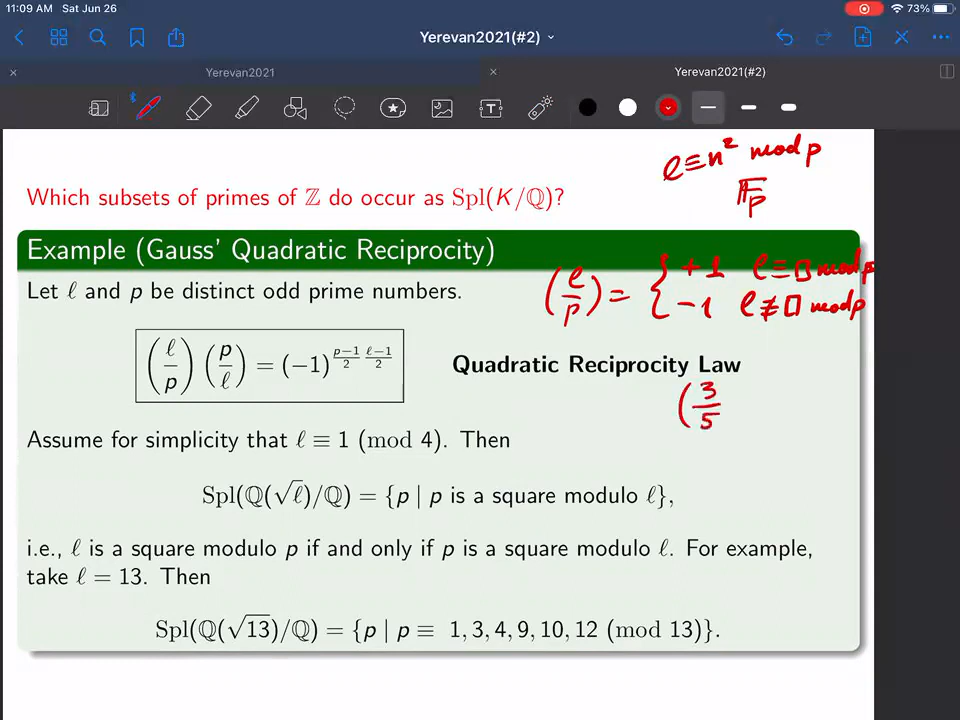 11:09 AM Sat Jun 26 73%
Yerevan2021(#2)
Yerevan2021 Yerevan2021(#2)
T
ℓ ≡ n² mod p
Which subsets of primes of ℤ do occur as Spl(K/ℚ)?
𝔽p
Example (Gauss' Quadratic Reciprocity)
(ℓ/p) = { +1 ℓ ≡ □ mod p
−1 ℓ ≢ □ mod p
Let ℓ and p be distinct odd prime numbers.
(ℓ/p)(p/ℓ) = (−1)^{(p−1)/2 (ℓ−1)/2} Quadratic Reciprocity Law
(3/5
Assume for simplicity that ℓ ≡ 1 (mod 4). Then
Spl(ℚ(√ℓ)/ℚ) = {p | p is a square modulo ℓ},
i.e., ℓ is a square modulo p if and only if p is a square modulo ℓ. For example,
take ℓ = 13. Then
Spl(ℚ(√13)/ℚ) = {p | p ≡ 1, 3, 4, 9, 10, 12 (mod 13)}.